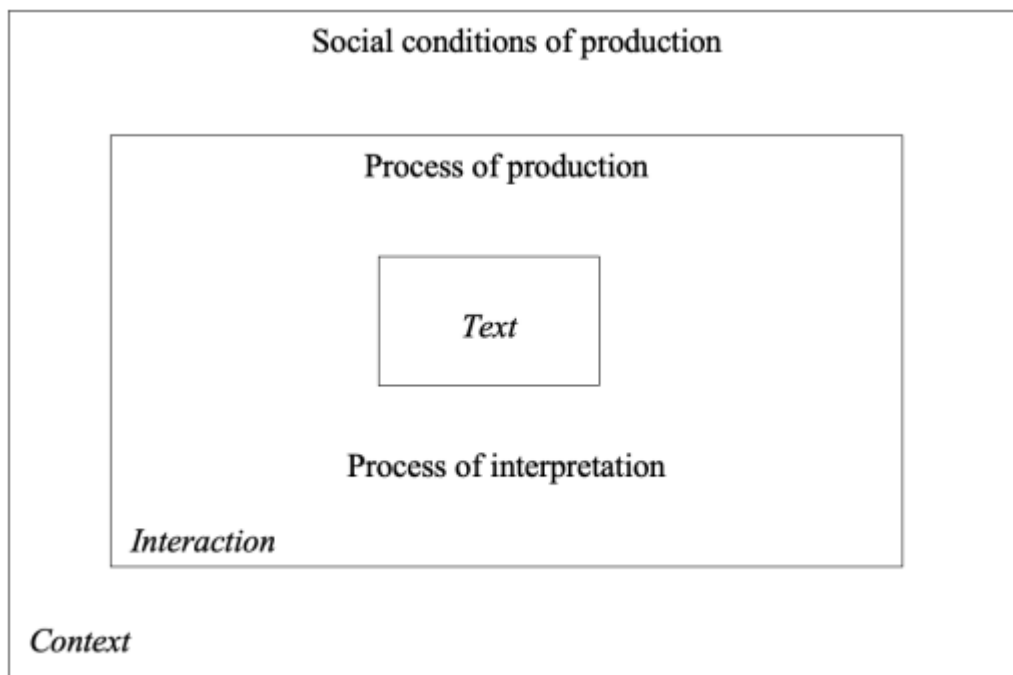 Social conditions of production
Process of production
Text
Process of interpretation
Interaction
Context